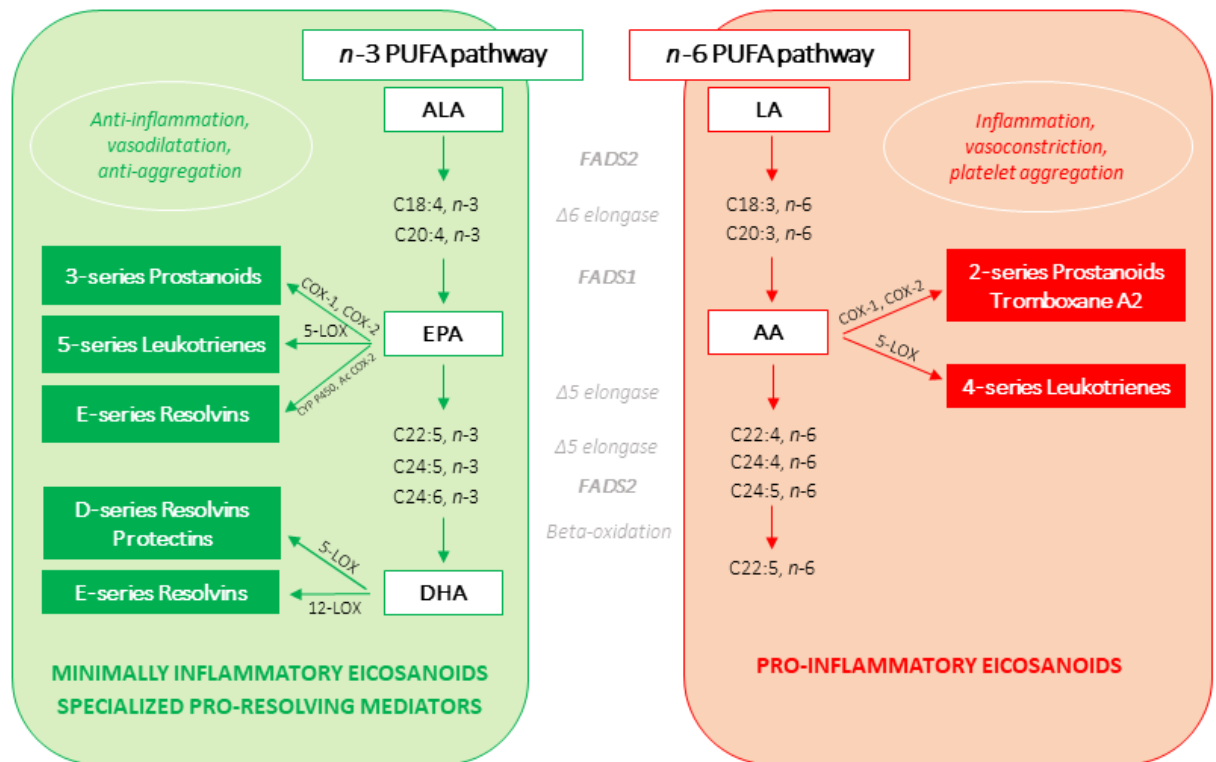 n-3 PUFA pathway
n-6 PUFA pathway
Anti-inflammation,
vasodilatation,
anti-aggregation
ALA
LA
Inflammation,
vasoconstriction,
platelet aggregation
FADS2
C18:4, n-3
C20:4, n-3
Δ6 elongase
C18:3, n-6
C20:3, n-6
3-series Prostanoids
COX-1, COX-2
FADS1
COX-1, COX-2
2-series Prostanoids
Tromboxane A2
5-series Leukotrienes
5-LOX
EPA
AA
5-LOX
4-series Leukotrienes
E-series Resolvins
CYP P450, Ac COX-2
Δ5 elongase
C22:5, n-3
C24:5, n-3
C24:6, n-3
Δ5 elongase
FADS2
Beta-oxidation
C22:4, n-6
C24:4, n-6
C24:5, n-6
C22:5, n-6
D-series Resolvins
Protectins
5-LOX
E-series Resolvins
12-LOX
DHA
MINIMALLY INFLAMMATORY EICOSANOIDS
SPECIALIZED PRO-RESOLVING MEDIATORS
PRO-INFLAMMATORY EICOSANOIDS